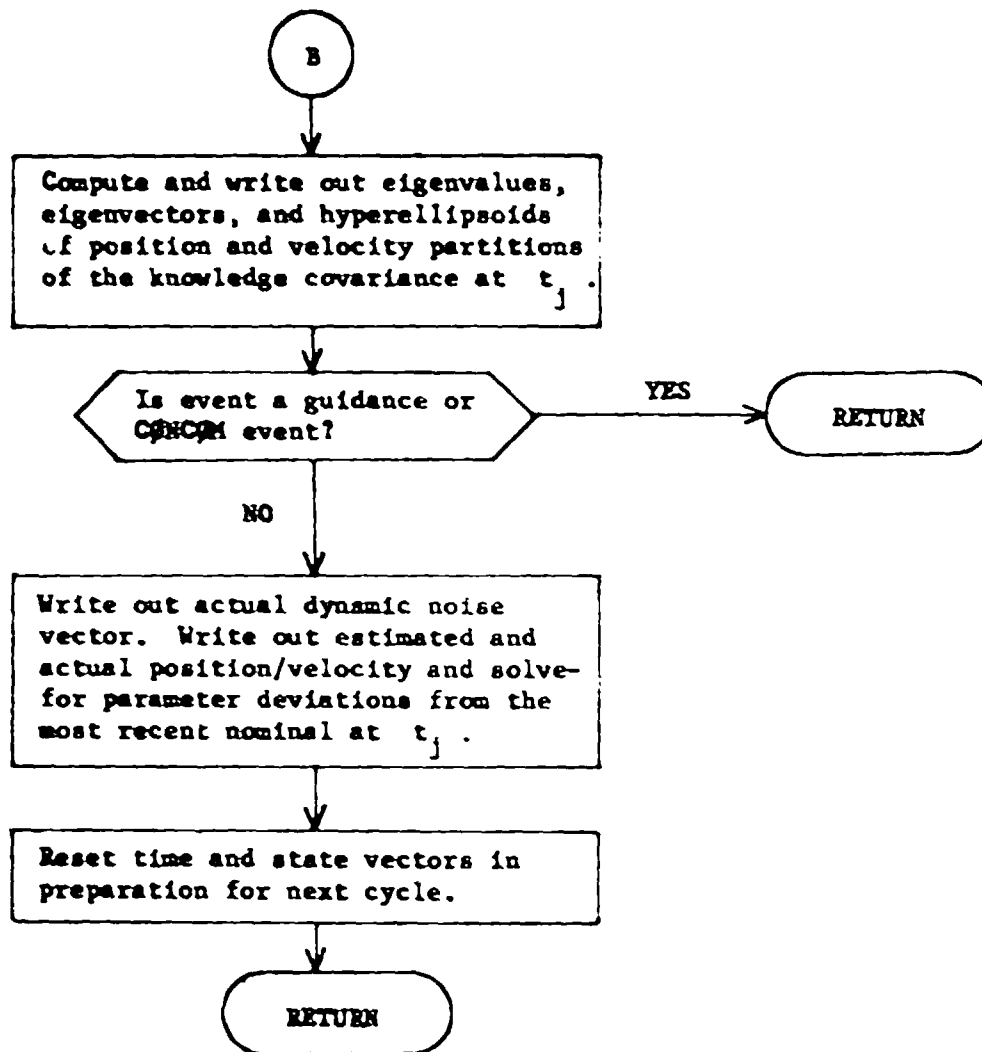 B
Compute and write out eigenvalues,
eigenvectors, and hyperellipsoids
of position and velocity partitions
of the knowledge covariance at t_j .
Is event a guidance or
CØNCØM event?
YES
RETURN
NO
Write out actual dynamic noise
vector. Write out estimated and
actual position/velocity and solve-
for parameter deviations from the
most recent nominal at t_j .
Reset time and state vectors in
preparation for next cycle.
RETURN